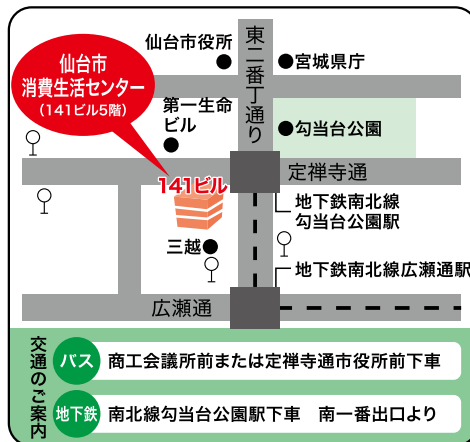 仙台市役所
東二番丁通り
宮城県庁
仙台市
消費生活センター
(141ビル5階)
第一生命
ビル
勾当台公園
定禅寺通
141ビル
地下鉄南北線
勾当台公園駅
三越
地下鉄南北線広瀬通駅
広瀬通
交通のご案内
バス
商工会議所前または定禅寺通市役所前下車
地下鉄
南北線勾当台公園駅下車　南一番出口より